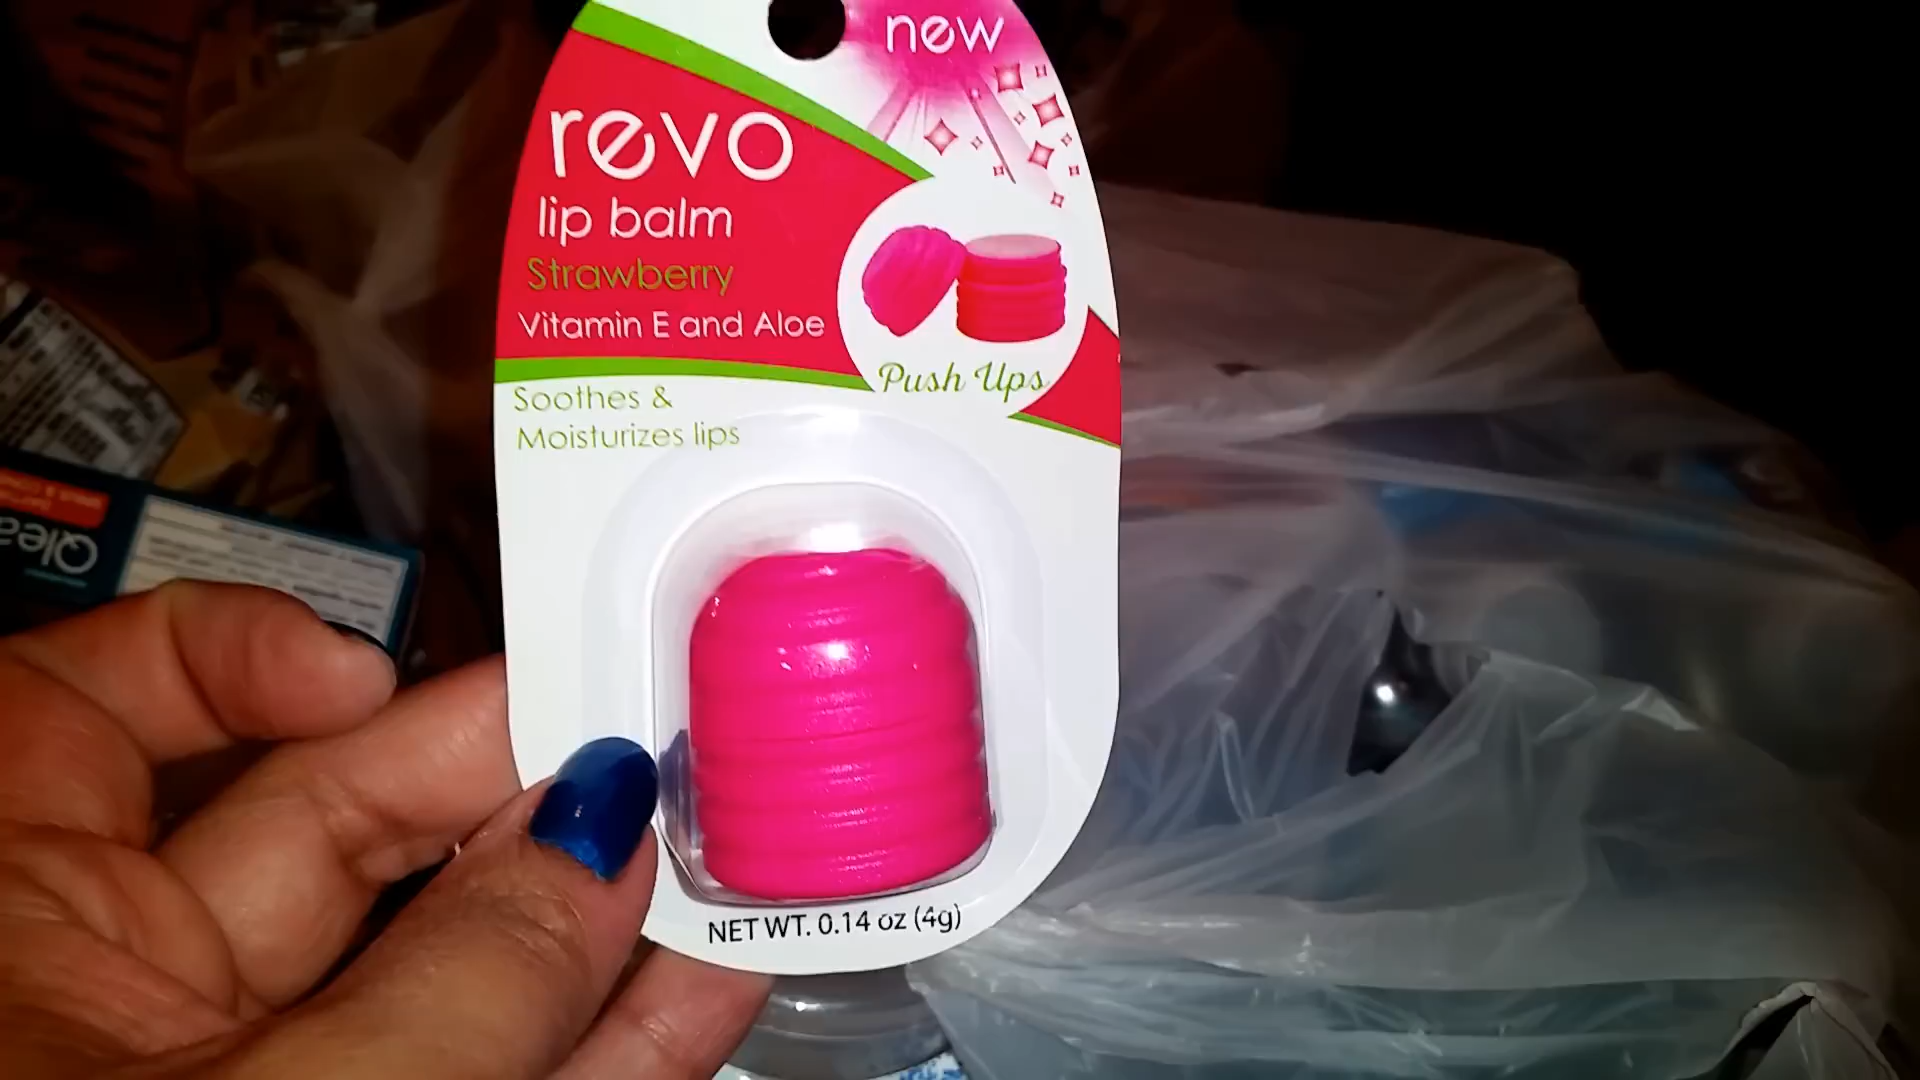 new
revo
lip balm
Strawberry
Vitamin E and Aloe
Push Ups
Soothes &
Moisturizes lips
NET WT. 0.14 oz (4g)
Qlea